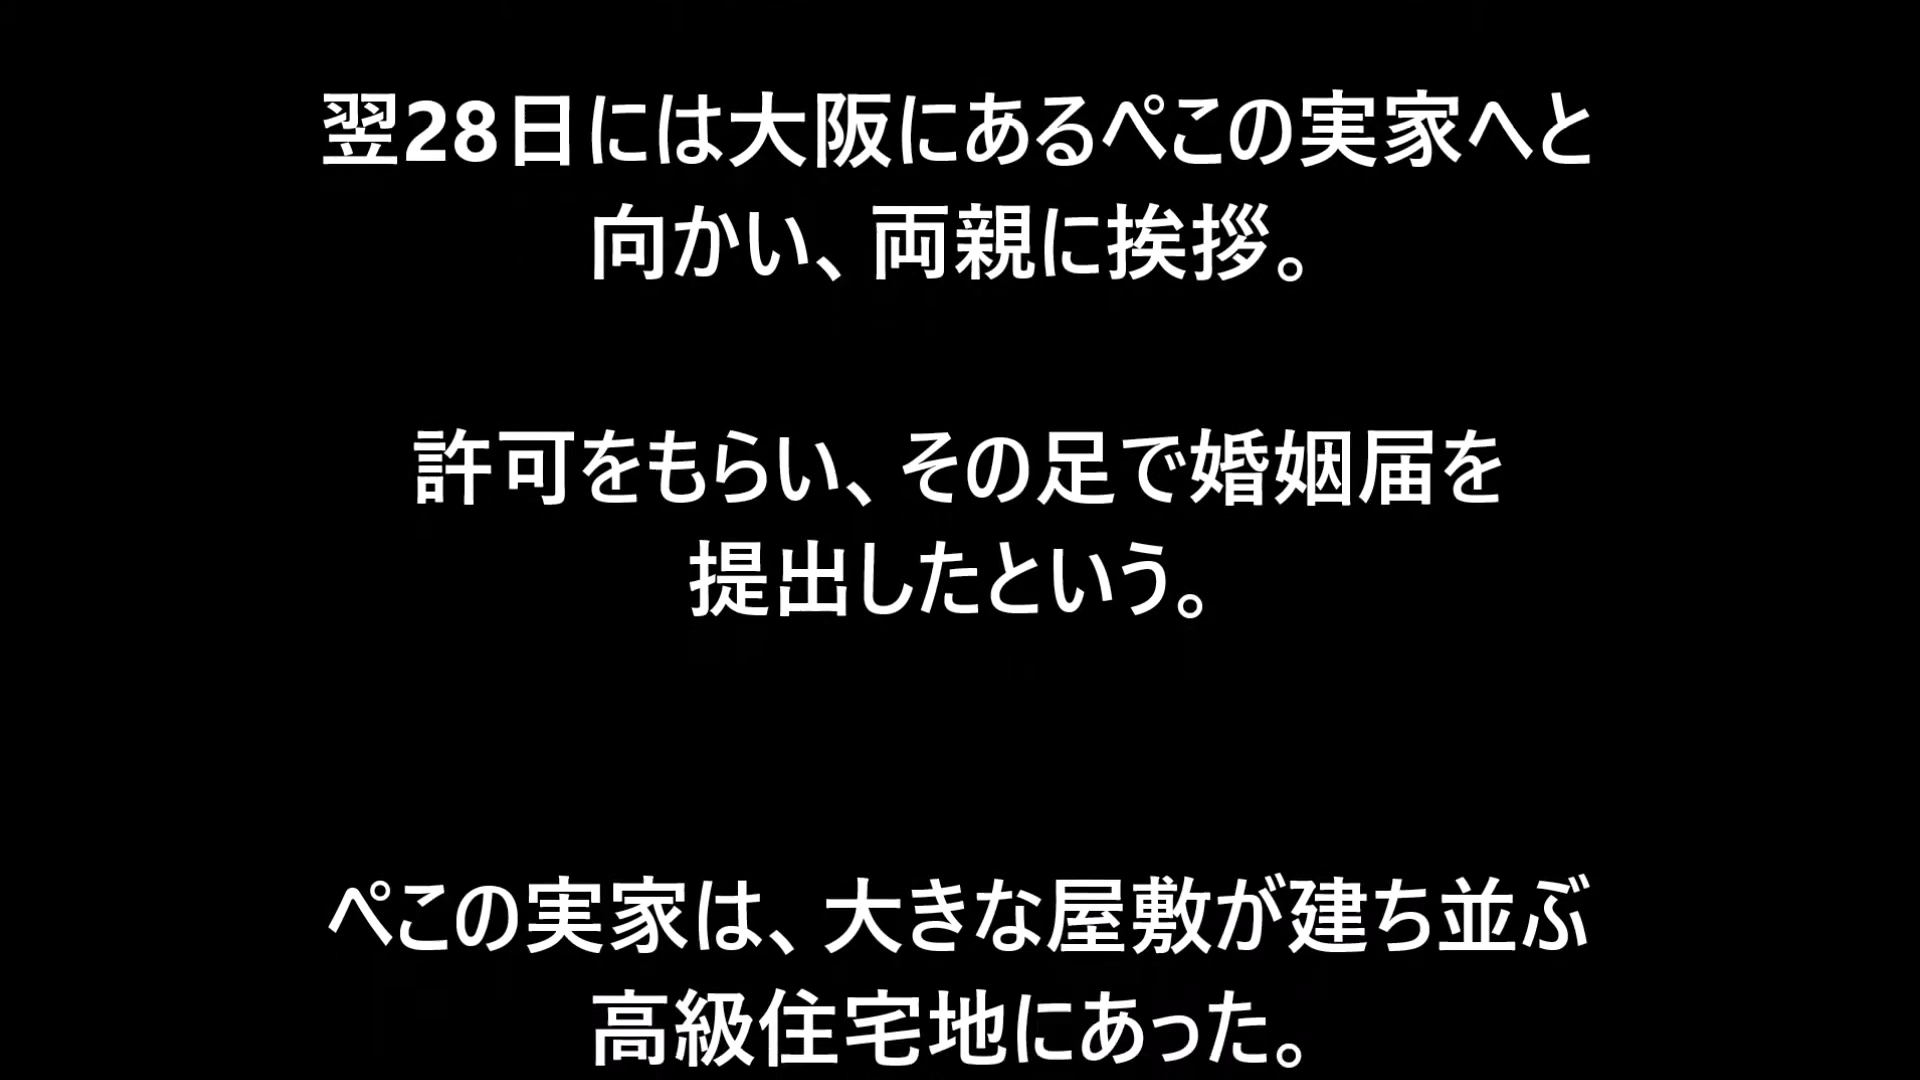 翌28日には大阪にあるぺこの実家へと
向かい、両親に挨拶。
許可をもらい、その足で婚姻届を
提出したという。
ぺこの実家は、大きな屋敷が建ち並ぶ
高級住宅地にあった。